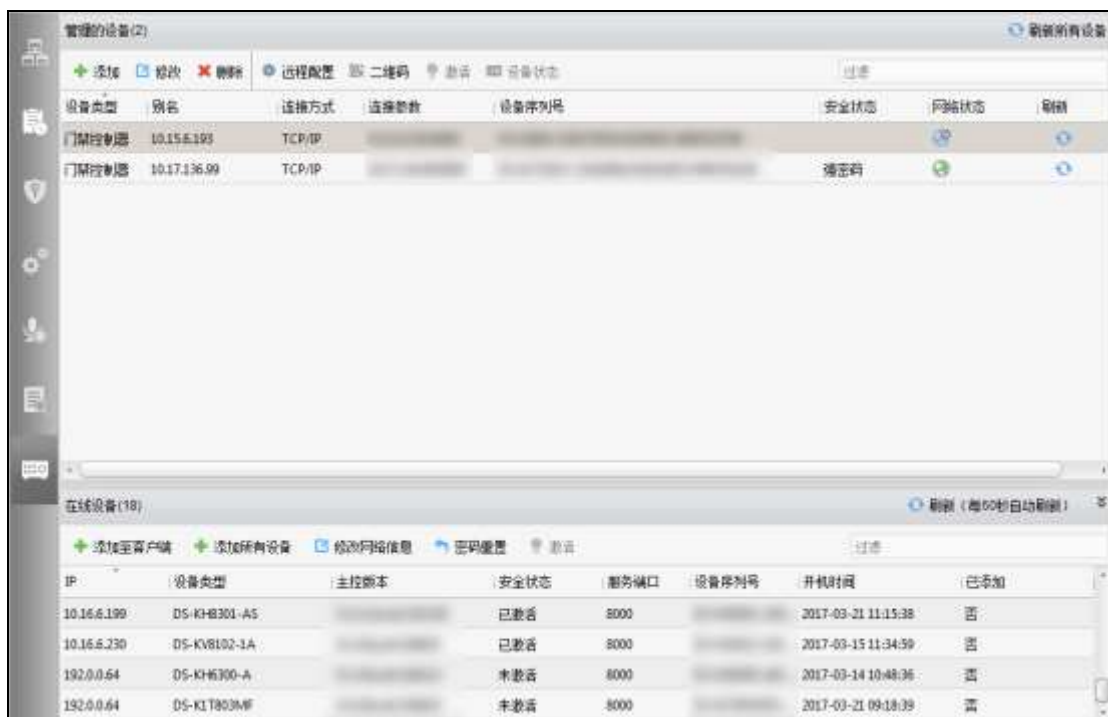 管理的设备(2) 刷新所有设备
添加 修改 删除 远程配置 二维码 激活 设备状态 过滤
设备类型 别名 连接方式 连接参数 设备序列号 安全状态 网络状态 刷新
门禁控制器 10.15.6.193 TCP/IP
门禁控制器 10.17.136.99 TCP/IP 强密码
在线设备(18) 刷新（每60秒自动刷新）
添加至客户端 添加所有设备 修改网络信息 密码重置 激活 过滤
IP 设备类型 主控版本 安全状态 服务端口 设备序列号 开机时间 已添加
10.16.6.199 DS-KH8301-AS 已激活 8000 2017-03-21 11:15:38 否
10.16.6.230 DS-KV8102-1A 已激活 8000 2017-03-15 11:34:59 否
192.0.0.64 DS-KH6300-A 未激活 8000 2017-03-14 10:48:36 否
192.0.0.64 DS-K1T803MF 未激活 8000 2017-03-21 09:18:39 否